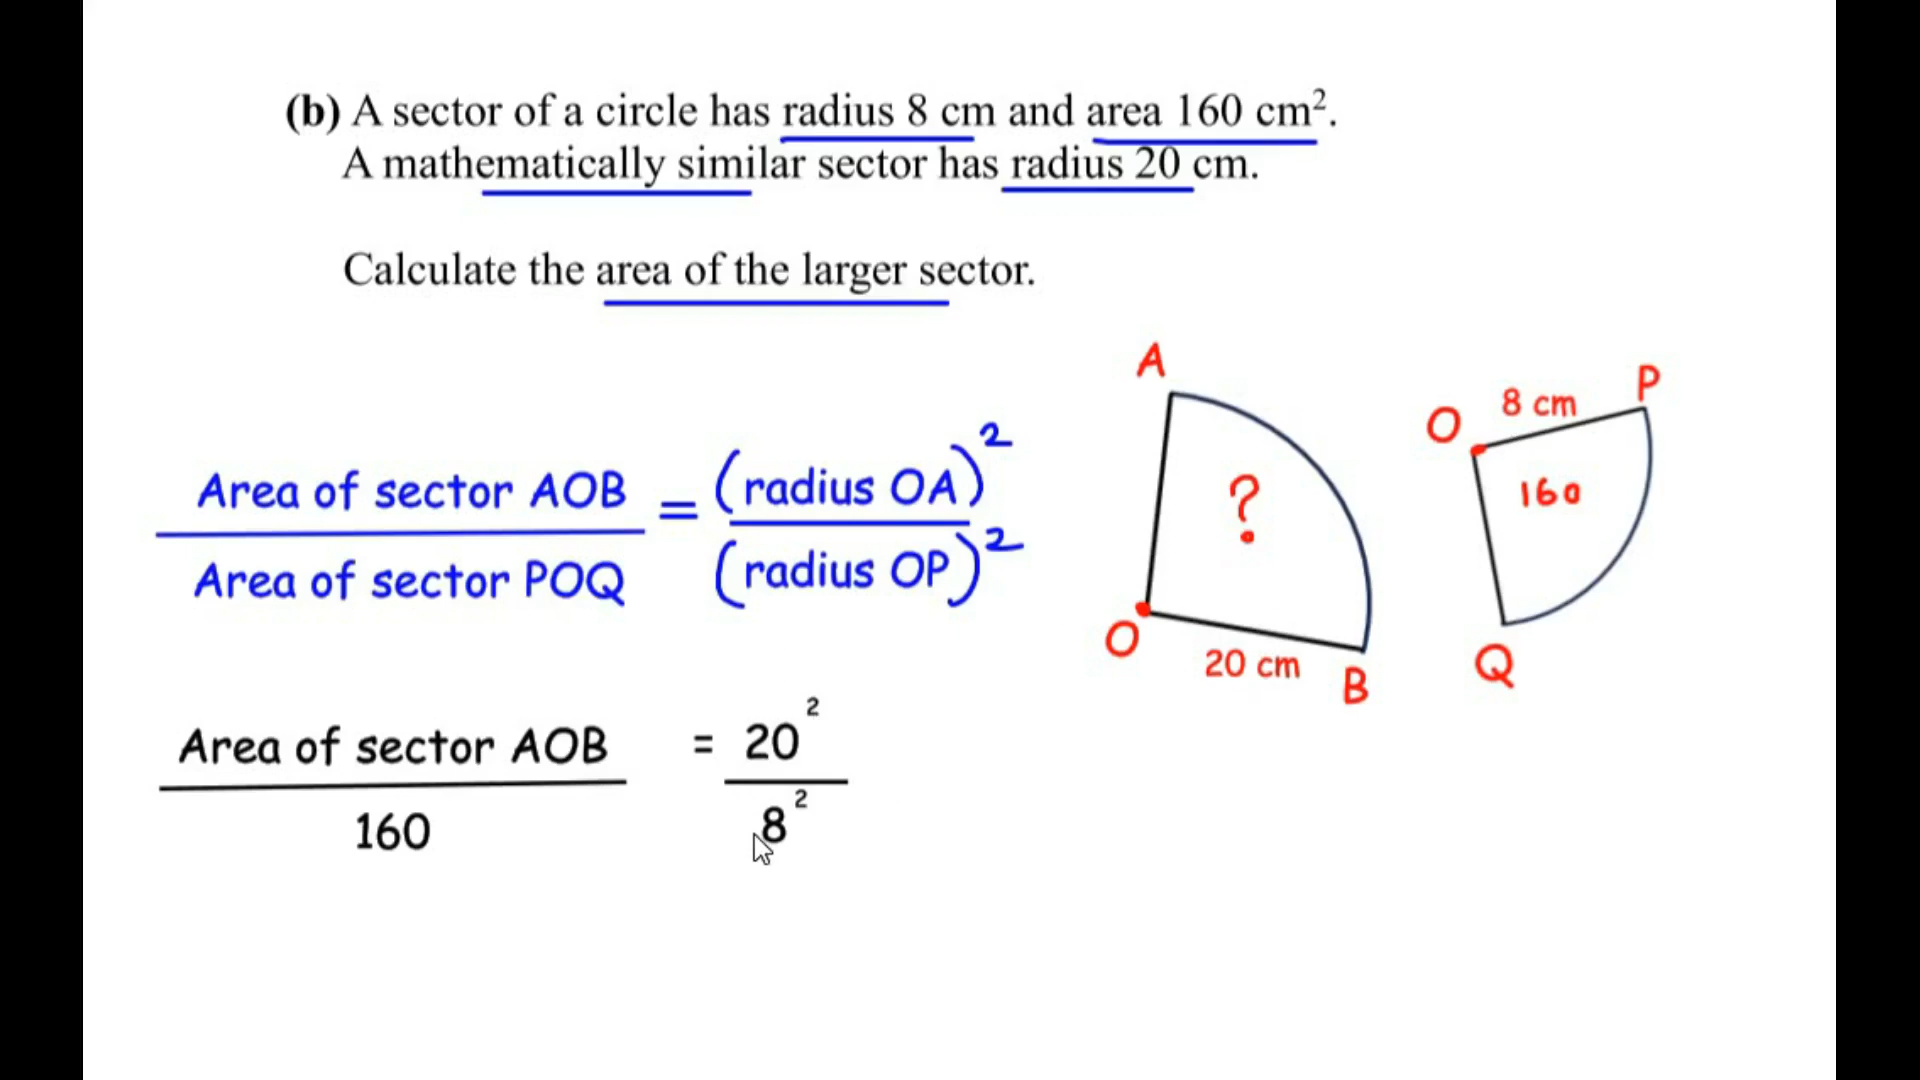 (b) A sector of a circle has radius 8 cm and area 160 cm².
A mathematically similar sector has radius 20 cm.
Calculate the area of the larger sector.
Area of sector AOB = (radius OA)²
Area of sector POQ (radius OP)²
Area of sector AOB = 20²
160 8²
A
?
O
20 cm
B
O
8 cm
P
160
Q